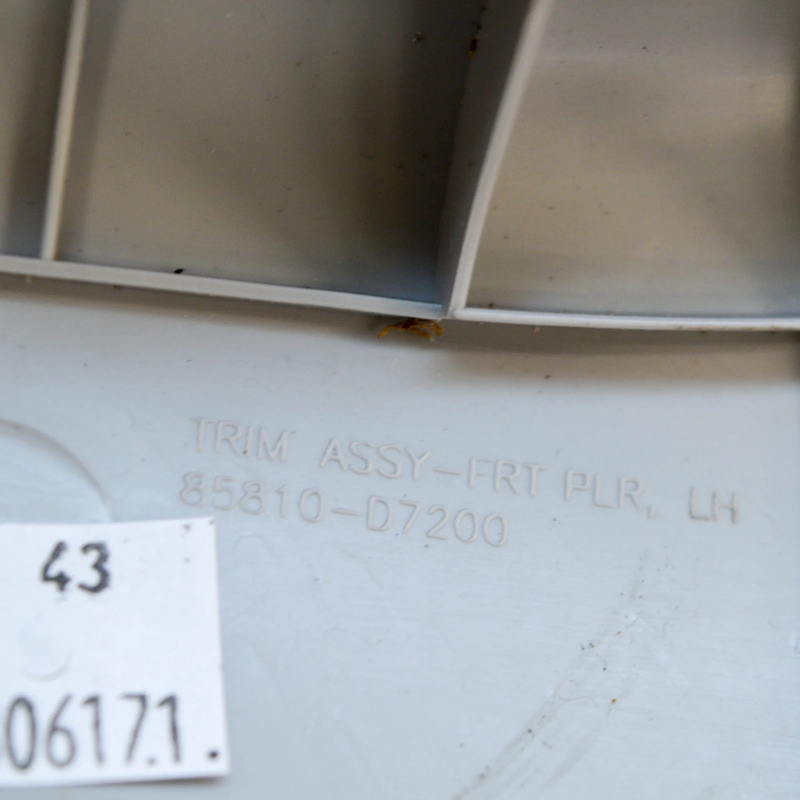 TRIM ASSY-FRT PLR, LH
85810-D7200
43
06171.